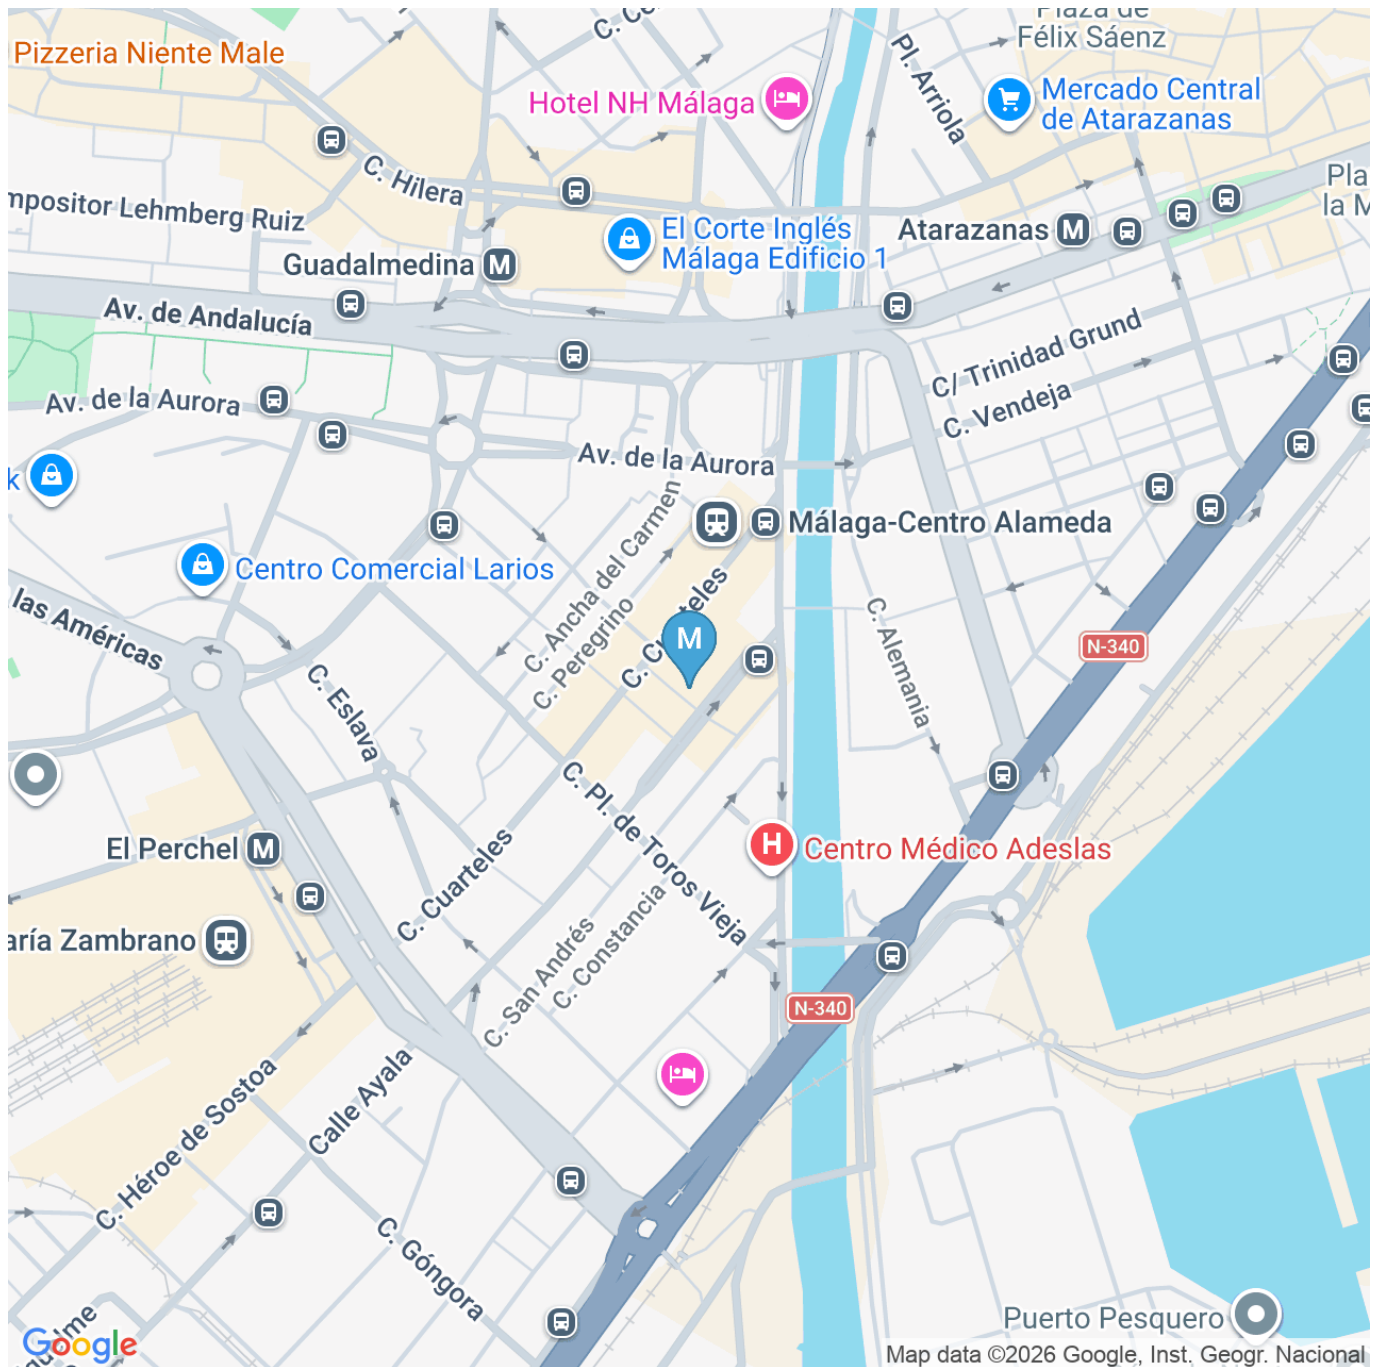 C. Co
Plaza de
Félix Sáenz
Pizzeria Niente Male
Pl. Arriola
Hotel NH Málaga
Mercado Central
de Atarazanas
C. Hilera
Pla
la M
mpositor Lehmberg Ruiz
El Corte Inglés
Málaga Edificio 1
Atarazanas
M
Guadalmedina
M
Av. de Andalucía
C/ Trinidad Grund
C. Vendeja
Av. de la Aurora
Av. de la Aurora
k
Málaga-Centro Alameda
Centro Comercial Larios
C. Ancha del Carmen
C. Peregrino
C. Cuarteles
M
las Américas
C. Eslava
C. Alemania
N-340
C. Pl. de Toros Vieja
El Perchel
M
H
Centro Médico Adeslas
C. Cuarteles
aría Zambrano
C. San Andrés
C. Constancia
N-340
C. Héroe de Sostoa
Calle Ayala
C. Góngora
Puerto Pesquero
Google
Map data ©2026 Google, Inst. Geogr. Nacional